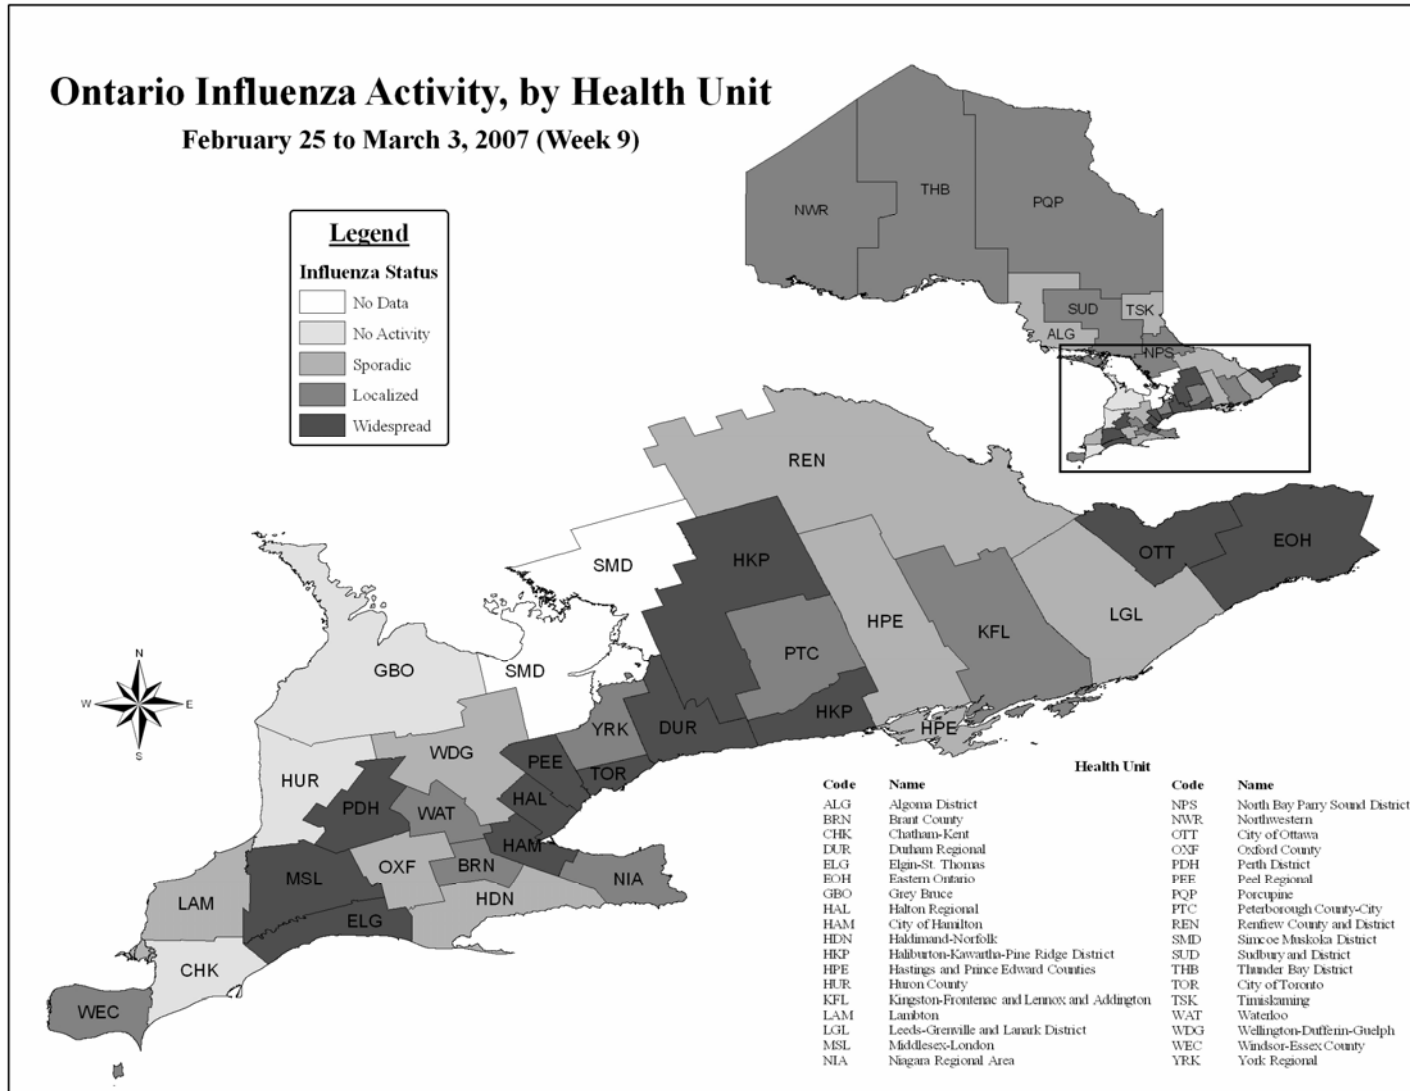 Ontario Influenza Activity, by Health Unit
February 25 to March 3, 2007 (Week 9)
Legend
Influenza Status
No Data
No Activity
Sporadic
Localized
Widespread
NWR
THB
PQP
SUD
TSK
ALG
NPS
REN
SMD
HKP
OTT
EOH
HPE
LGL
KFL
PTC
GBO
SMD
HKP
YRK
DUR
HPE
WDG
PEE
TOR
HUR
HAL
PDH
WAT
HAM
OXF
BRN
MSL
NIA
HDN
LAM
ELG
CHK
WEC
N
W
E
S
Health Unit
Code Name Code Name
ALG Algoma District NPS North Bay Parry Sound District
BRN Brant County NWR Northwestern
CHK Chatham-Kent OTT City of Ottawa
DUR Durham Regional OXF Oxford County
ELG Elgin-St. Thomas PDH Perth District
EOH Eastern Ontario PEE Peel Regional
GBO Grey Bruce PQP Porcupine
HAL Halton Regional PTC Peterborough County-City
HAM City of Hamilton REN Renfrew County and District
HDN Haldimand-Norfolk SMD Simcoe Muskoka District
HKP Haliburton-Kawartha-Pine Ridge District SUD Sudbury and District
HPE Hastings and Prince Edward Counties THB Thunder Bay District
HUR Huron County TOR City of Toronto
KFL Kingston-Frontenac and Lennox and Addington TSK Timiskaming
LAM Lambton WAT Waterloo
LGL Leeds-Grenville and Lanark District WDG Wellington-Dufferin-Guelph
MSL Middlesex-London WEC Windsor-Essex County
NIA Niagara Regional Area YRK York Regional